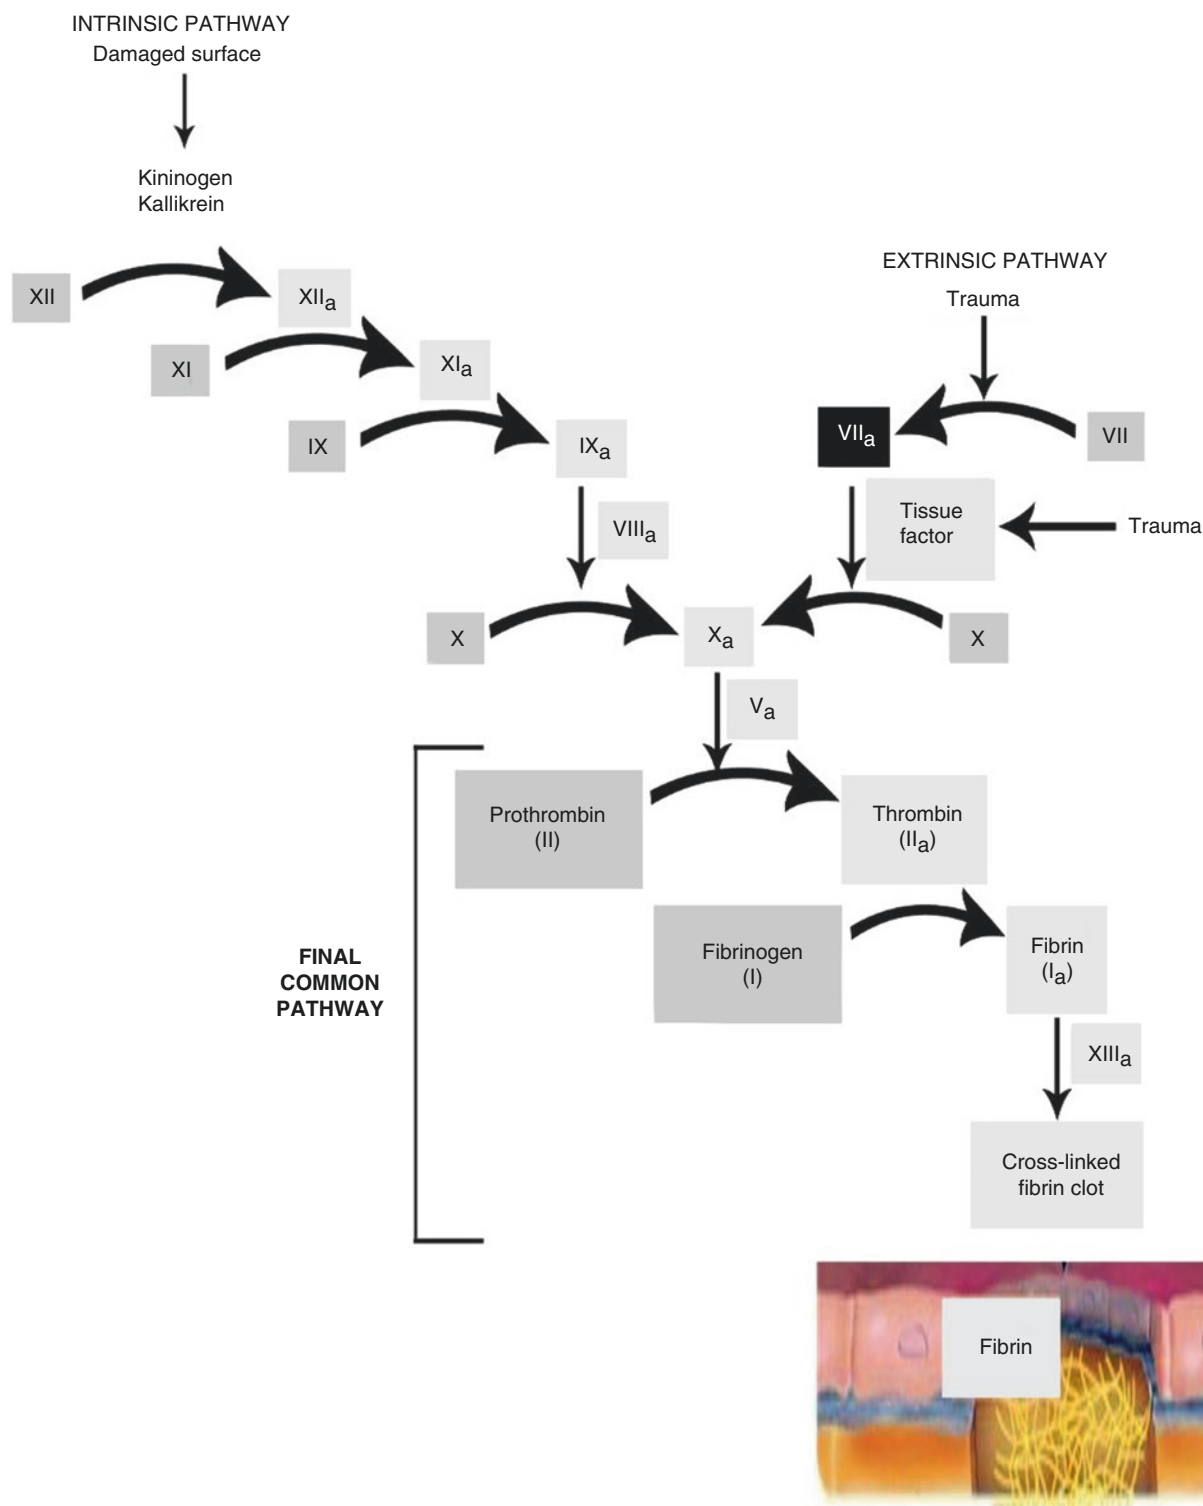 INTRINSIC PATHWAY
Damaged surface
Kininogen
Kallikrein
EXTRINSIC PATHWAY
Trauma
XII
XIIa
XI
XIa
IX
IXa
VIIa
VII
VIIIa
Tissue
factor
Trauma
X
Xa
X
Va
Prothrombin
(II)
Thrombin
(IIa)
FINAL
COMMON
PATHWAY
Fibrinogen
(I)
Fibrin
(Ia)
XIIIa
Cross-linked
fibrin clot
Fibrin